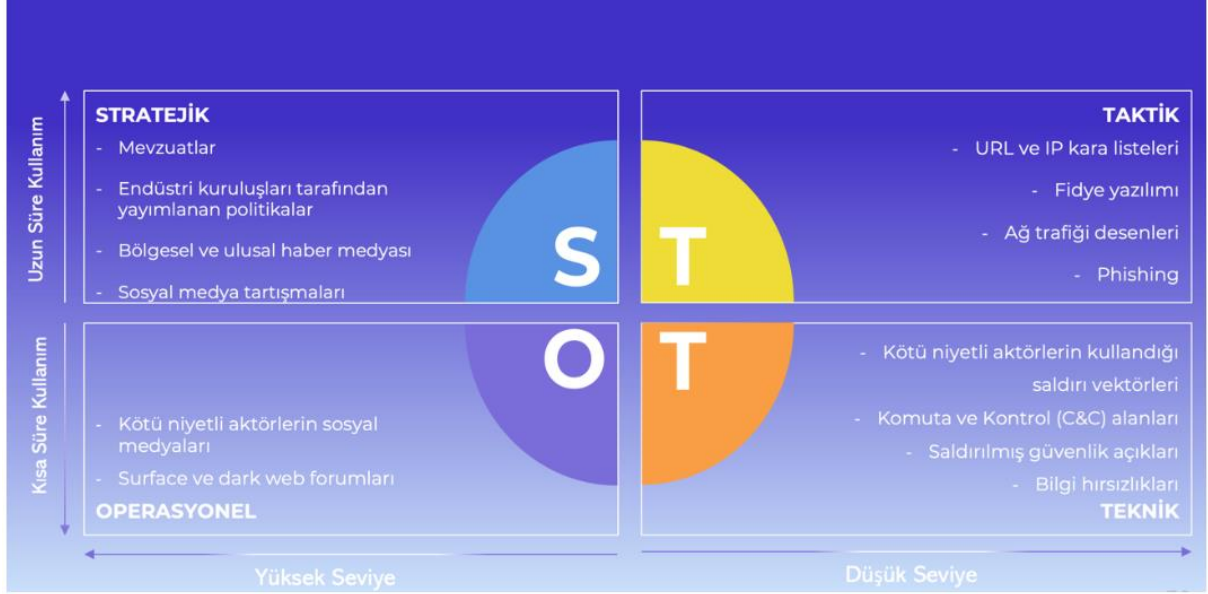 Uzun Süre Kullanım
STRATEJİK
- Mevzuatlar
- Endüstri kuruluşları tarafından
yayımlanan politikalar
- Bölgesel ve ulusal haber medyası
- Sosyal medya tartışmaları
S
T
TAKTİK
- URL ve IP kara listeleri
- Fidye yazılımı
- Ağ trafiği desenleri
- Phishing
Kısa Süre Kullanım
- Kötü niyetli aktörlerin sosyal
medyaları
- Surface ve dark web forumları
OPERASYONEL
O
T
- Kötü niyetli aktörlerin kullandığı
saldırı vektörleri
- Komuta ve Kontrol (C&C) alanları
- Saldırılmış güvenlik açıkları
- Bilgi hırsızlıkları
TEKNİK
Yüksek Seviye
Düşük Seviye